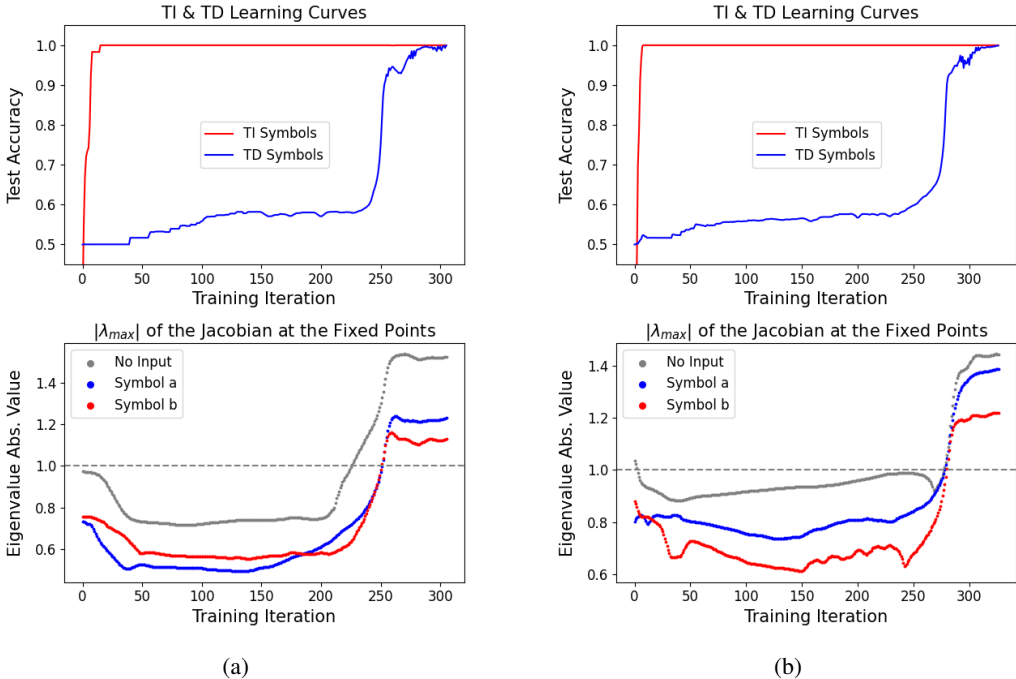 TI & TD Learning Curves
Test Accuracy
1.0
0.9
0.8
0.7
0.6
0.5
TI Symbols
TD Symbols
0 50 100 150 200 250 300
Training Iteration
|λmax| of the Jacobian at the Fixed Points
Eigenvalue Abs. Value
1.4
1.2
1.0
0.8
0.6
No Input
Symbol a
Symbol b
0 50 100 150 200 250 300
Training Iteration
(a)
TI & TD Learning Curves
Test Accuracy
1.0
0.9
0.8
0.7
0.6
0.5
TI Symbols
TD Symbols
0 50 100 150 200 250 300
Training Iteration
|λmax| of the Jacobian at the Fixed Points
Eigenvalue Abs. Value
1.4
1.2
1.0
0.8
0.6
No Input
Symbol a
Symbol b
0 50 100 150 200 250 300
Training Iteration
(b)